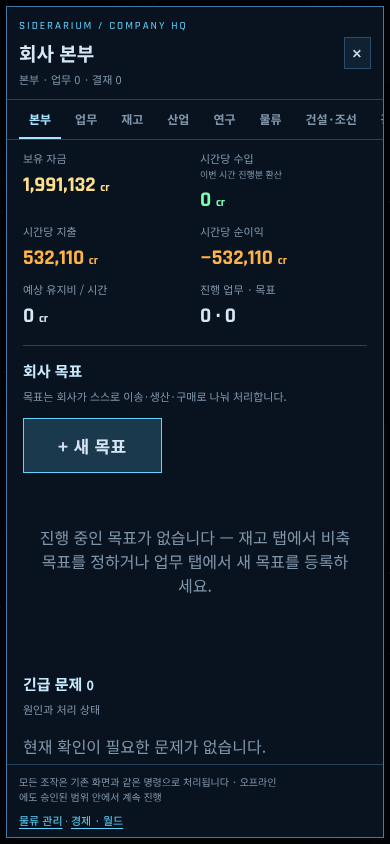 SIDERARIUM / COMPANY HQ
회사 본부
×
본부 · 업무 0 · 결재 0
본부 업무 재고 산업 연구 물류 건설·조선
보유 자금
1,991,132 cr
시간당 수입
이번 시간 진행분 환산
0 cr
시간당 지출
532,110 cr
시간당 순이익
−532,110 cr
예상 유지비 / 시간
0 cr
진행 업무 · 목표
0 · 0
회사 목표
목표는 회사가 스스로 이송·생산·구매로 나눠 처리합니다.
+ 새 목표
진행 중인 목표가 없습니다 — 재고 탭에서 비축
목표를 정하거나 업무 탭에서 새 목표를 등록하
세요.
긴급 문제 0
원인과 처리 상태
현재 확인이 필요한 문제가 없습니다.
모든 조작은 기존 화면과 같은 명령으로 처리됩니다 · 오프라인
에도 승인된 범위 안에서 계속 진행
물류 관리 · 경제 · 월드